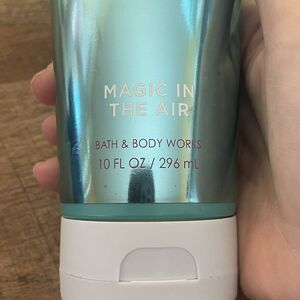 MAGIC IN
THE AIR
BATH & BODY WORKS
10 FL OZ / 296 mL